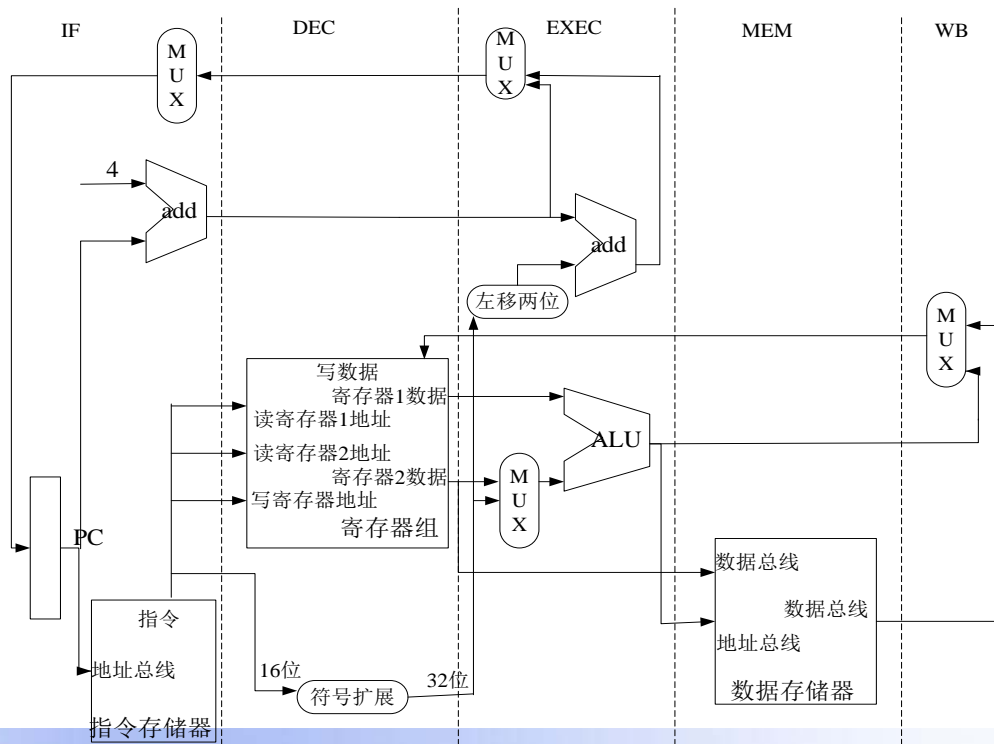 IF
DEC
EXEC
MEM
WB
MUX
MUX
4
add
add
左移两位
MUX
写数据
寄存器1数据
读寄存器1地址
ALU
读寄存器2地址
寄存器2数据
MUX
写寄存器地址
寄存器组
PC
数据总线
数据总线
指令
地址总线
地址总线
16位
32位
符号扩展
数据存储器
指令存储器